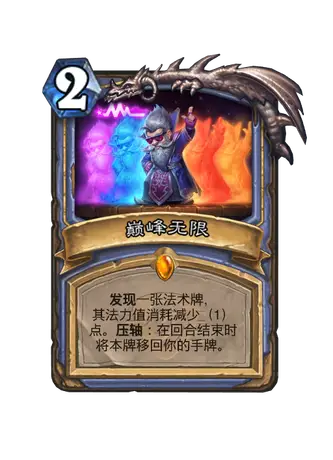 2
巅峰无限
发现一张法术牌,
其法力值消耗减少（1）
点。压轴：在回合结束时
将本牌移回你的手牌。